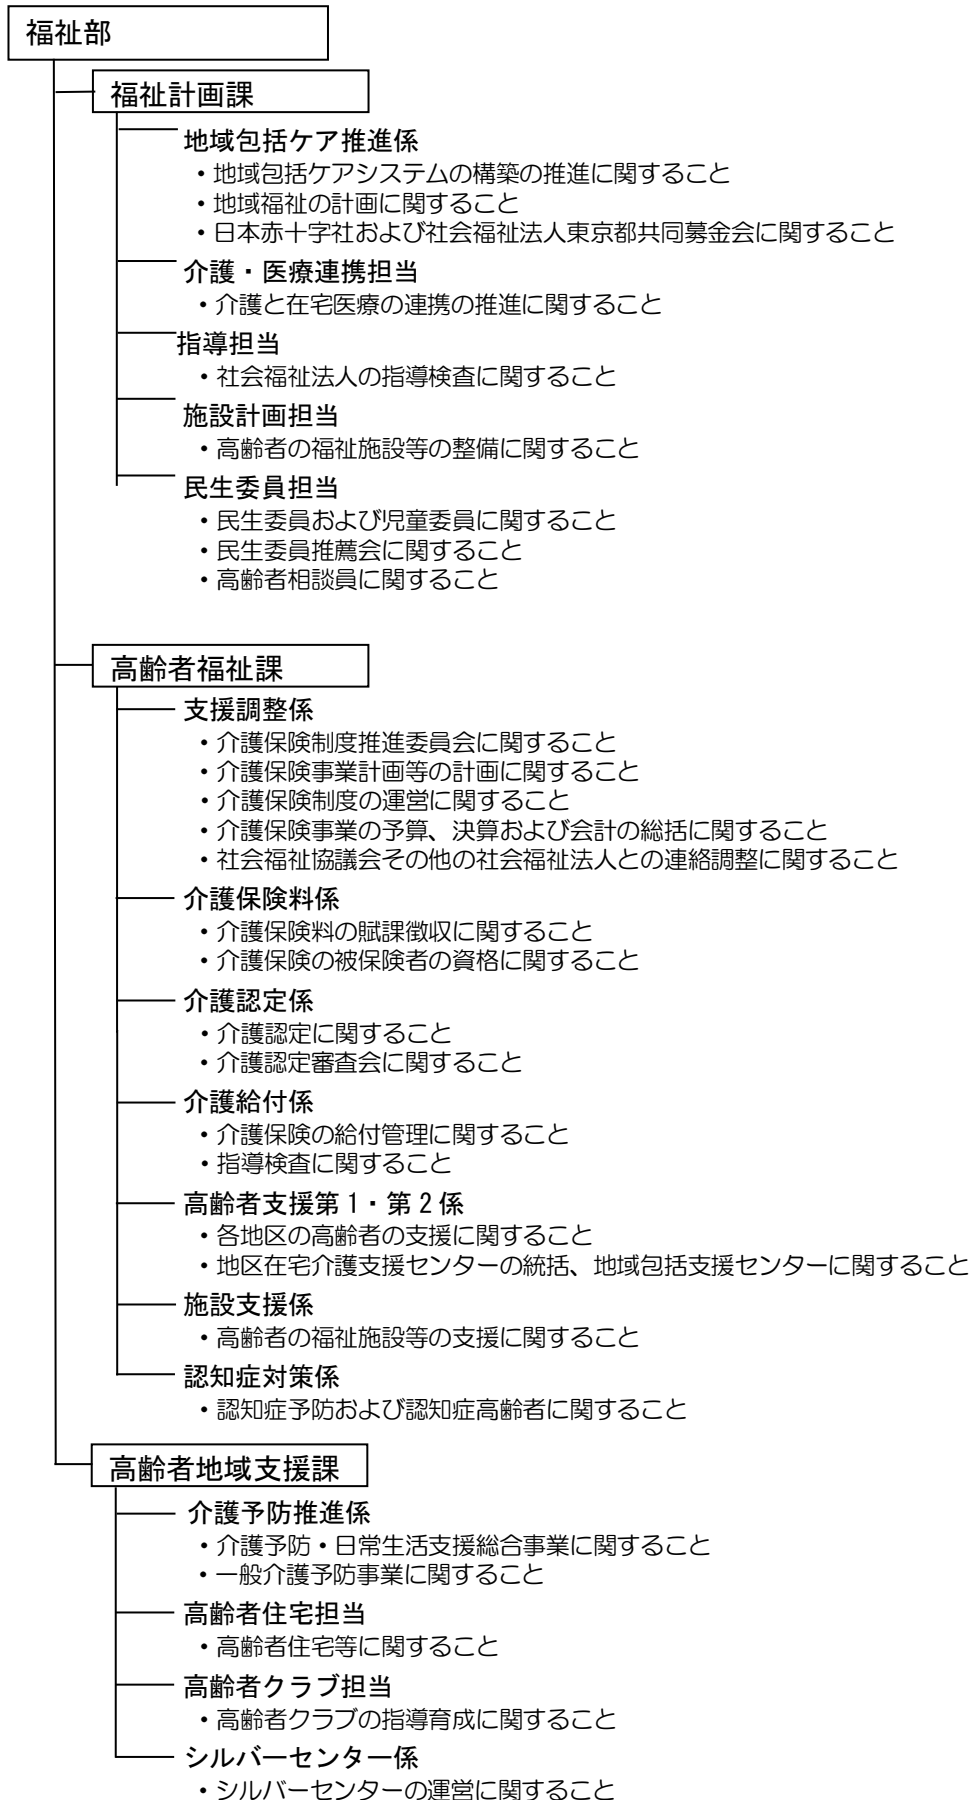 福祉部
福祉計画課
地域包括ケア推進係
・地域包括ケアシステムの構築の推進に関すること
・地域福祉の計画に関すること
・日本赤十字社および社会福祉法人東京都共同募金会に関すること
介護・医療連携担当
・介護と在宅医療の連携の推進に関すること
指導担当
・社会福祉法人の指導検査に関すること
施設計画担当
・高齢者の福祉施設等の整備に関すること
民生委員担当
・民生委員および児童委員に関すること
・民生委員推薦会に関すること
・高齢者相談員に関すること
高齢者福祉課
支援調整係
・介護保険制度推進委員会に関すること
・介護保険事業計画等の計画に関すること
・介護保険制度の運営に関すること
・介護保険事業の予算、決算および会計の総括に関すること
・社会福祉協議会その他の社会福祉法人との連絡調整に関すること
介護保険料係
・介護保険料の賦課徴収に関すること
・介護保険の被保険者の資格に関すること
介護認定係
・介護認定に関すること
・介護認定審査会に関すること
介護給付係
・介護保険の給付管理に関すること
・指導検査に関すること
高齢者支援第1・第2係
・各地区の高齢者の支援に関すること
・地区在宅介護支援センターの統括、地域包括支援センターに関すること
施設支援係
・高齢者の福祉施設等の支援に関すること
認知症対策係
・認知症予防および認知症高齢者に関すること
高齢者地域支援課
介護予防推進係
・介護予防・日常生活支援総合事業に関すること
・一般介護予防事業に関すること
高齢者住宅担当
・高齢者住宅等に関すること
高齢者クラブ担当
・高齢者クラブの指導育成に関すること
シルバーセンター係
・シルバーセンターの運営に関すること